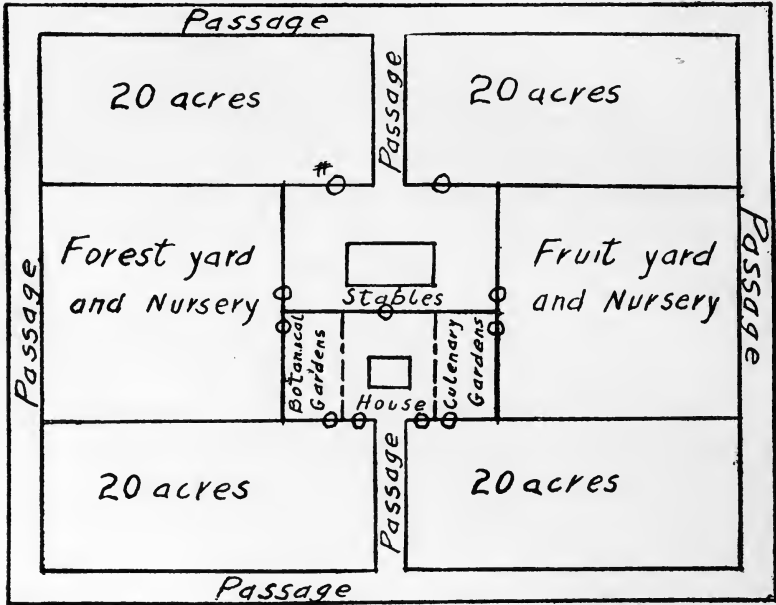 Passage
20 acres
Passage
20 acres
#
Forest yard
and Nursery
Fruit yard
and Nursery
Passage
Passage
Stables
Botanical
Gardens
House
Culenary
Gardens
20 acres
Passage
20 acres
Passage